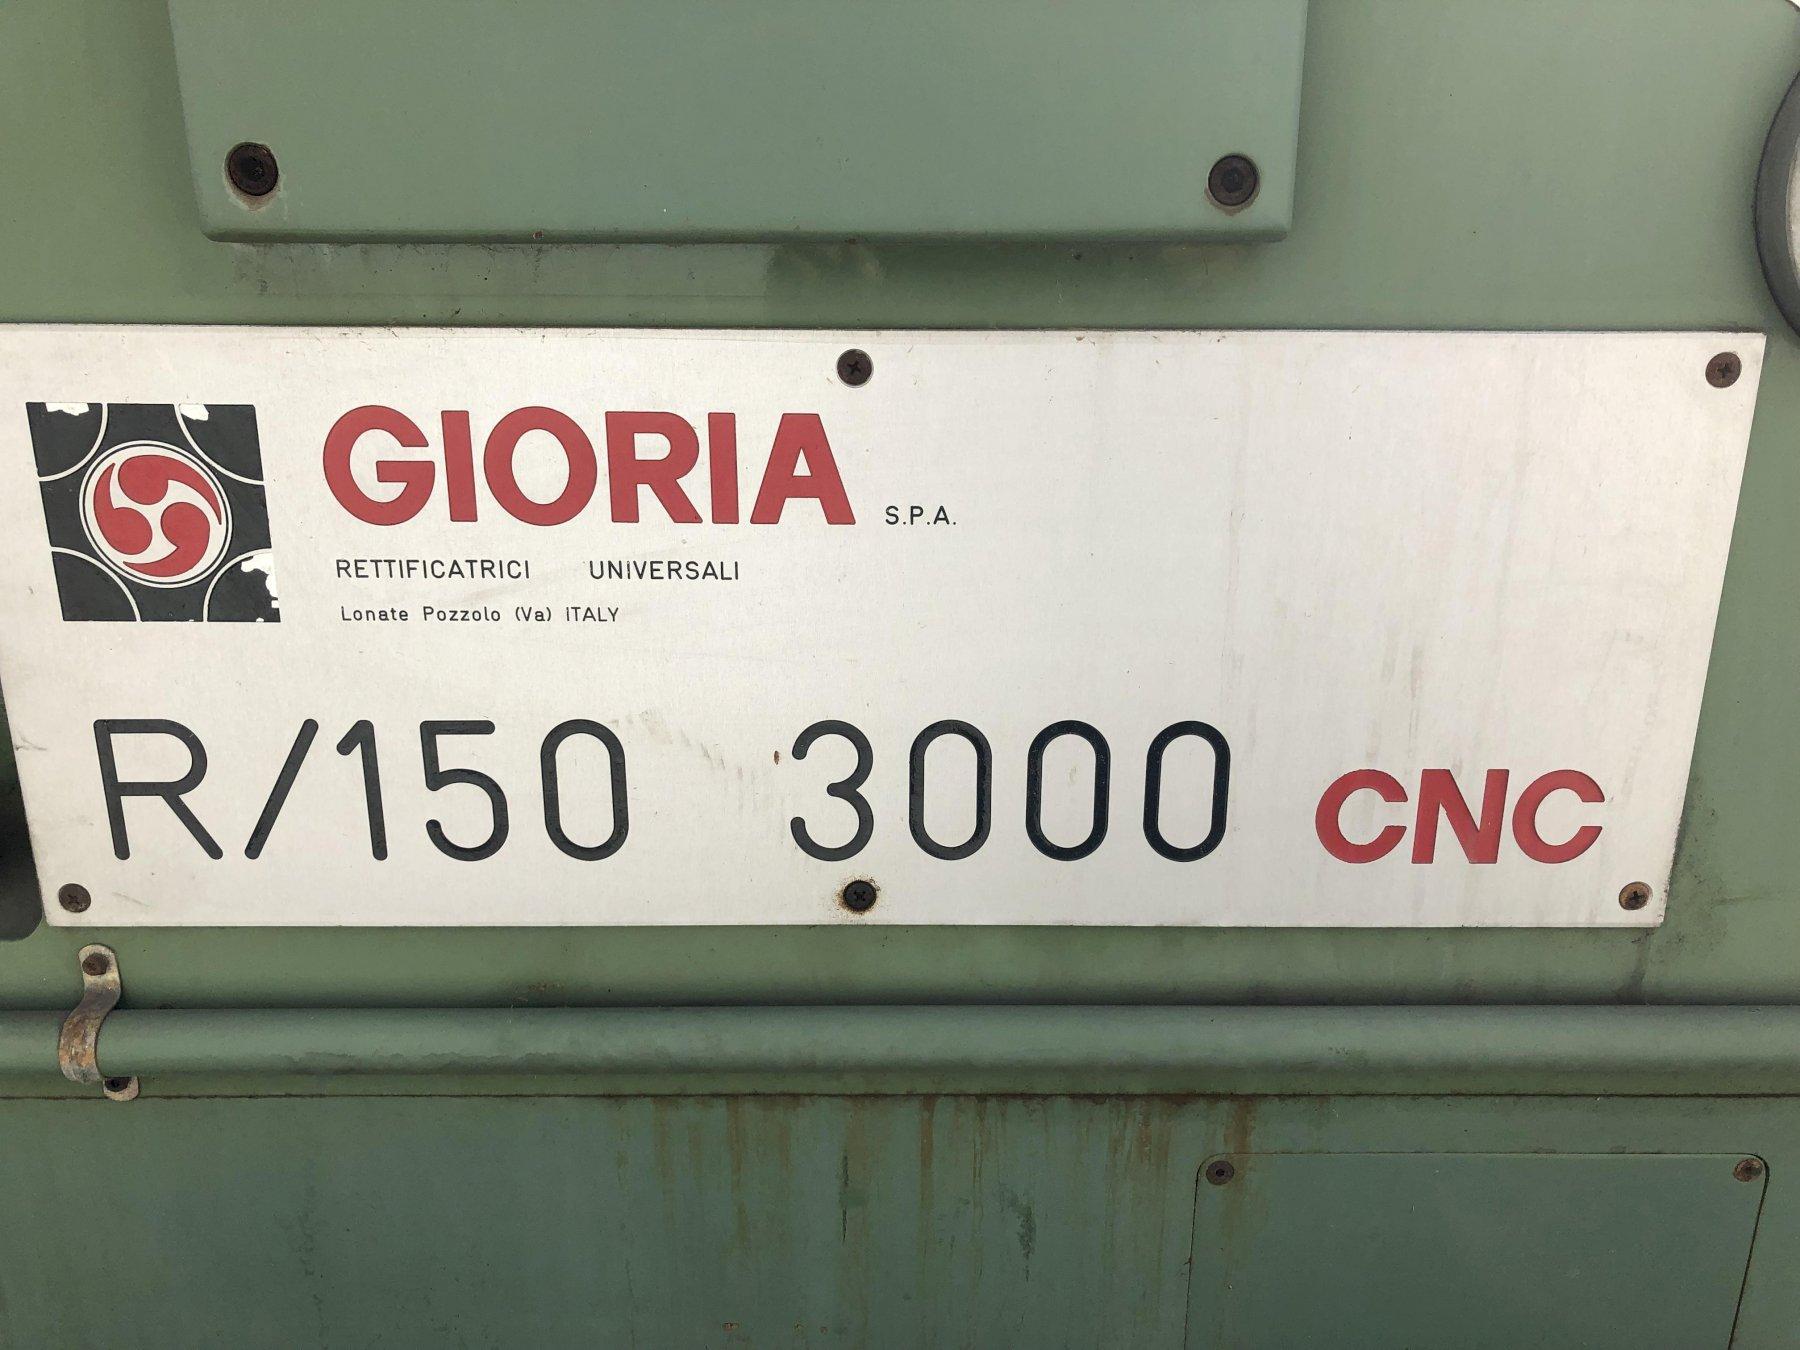 GIORIA S.P.A.
RETTIFICATRICI UNIVERSALI
Lonate Pozzolo (Va) ITALY
R/150 3000 CNC